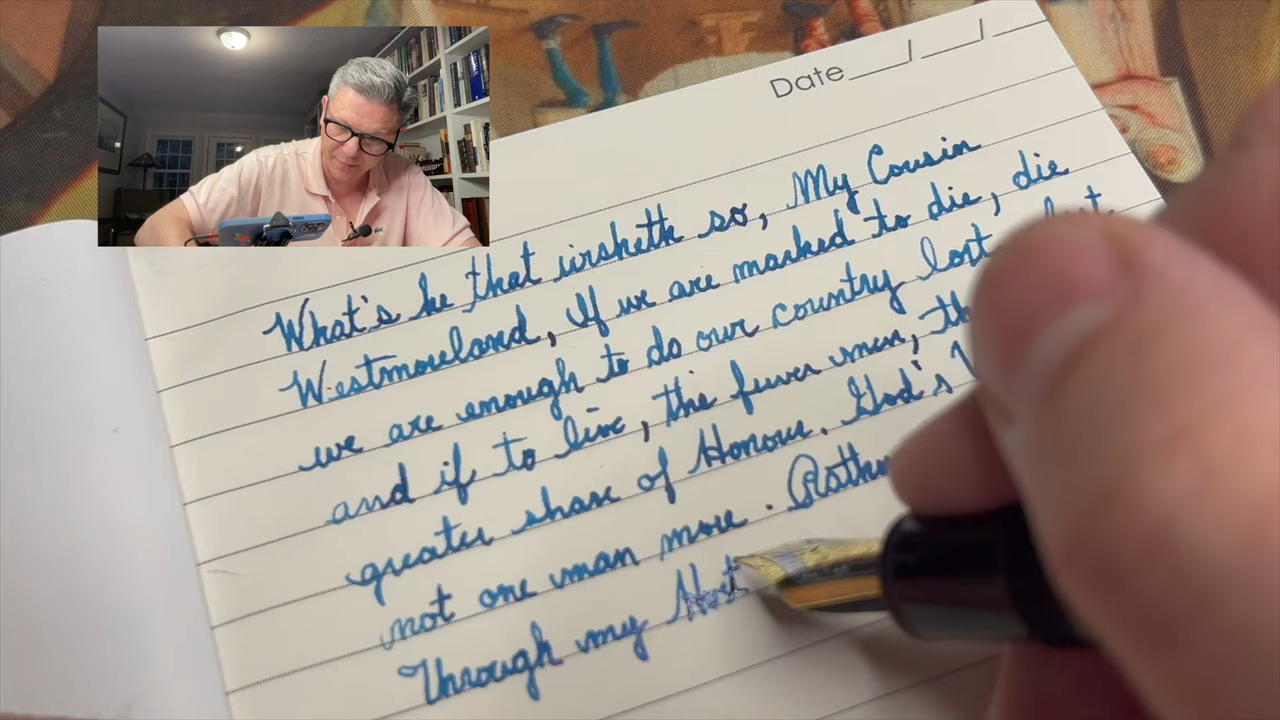 Date
What's he that wisheth so, My Cousin
Westmoreland, If we are marked to die, die
we are enough to do our country lost
and if to live, the fewer men,
greater share of Honour. God's
not one man more.
Through my Host